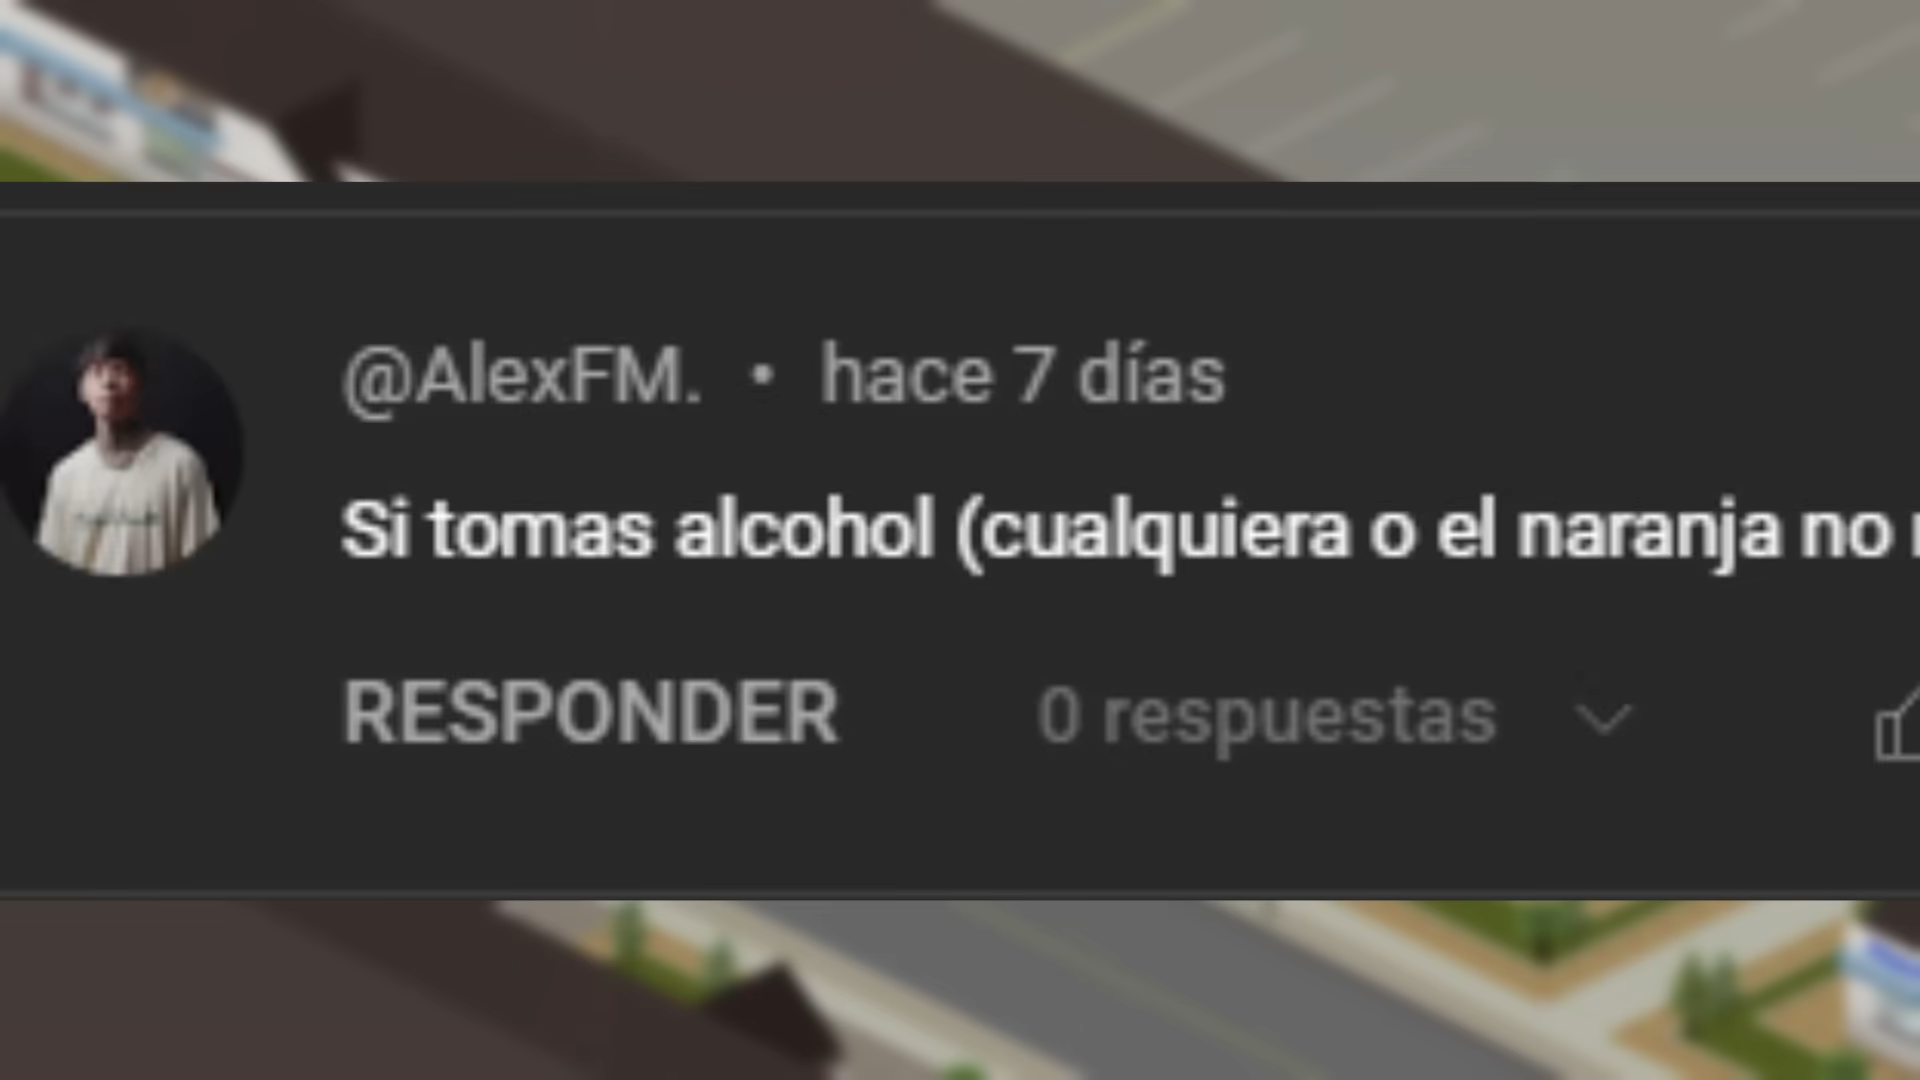 @AlexFM. • hace 7 días
Si tomas alcohol (cualquiera o el naranja no
RESPONDER 0 respuestas